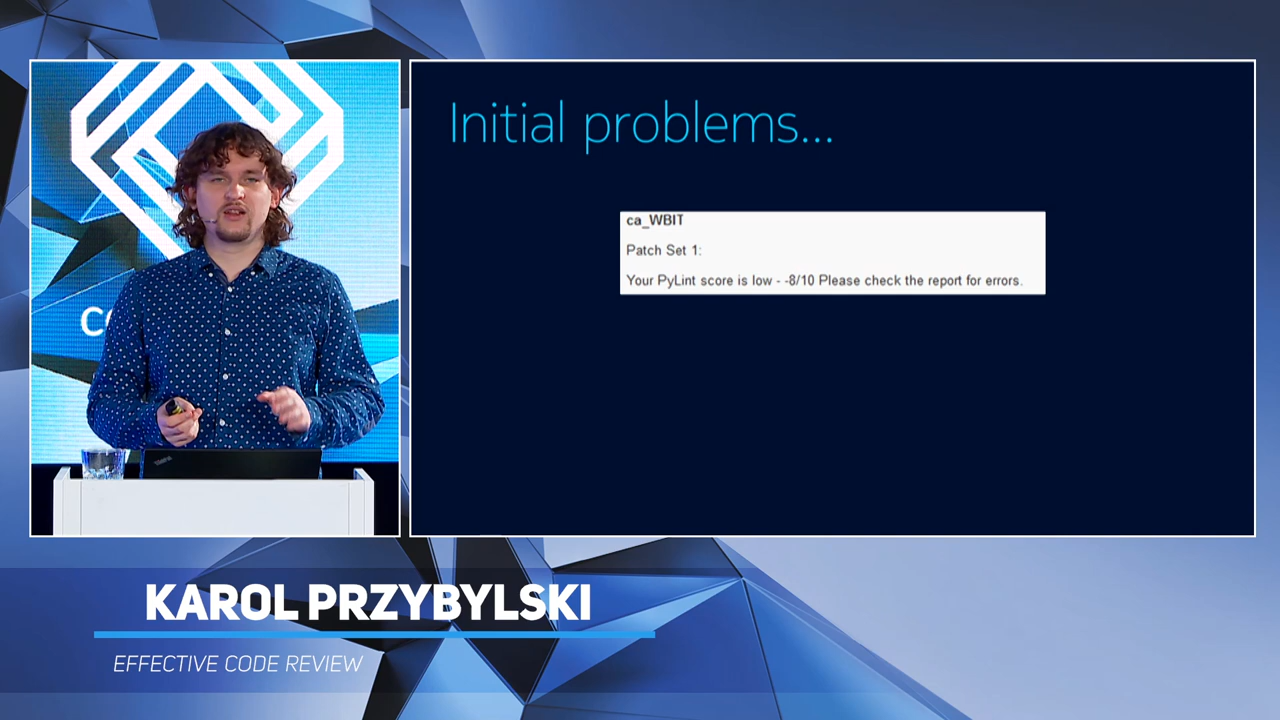 Initial problems...
ca_WBIT
Patch Set 1:
Your PyLint score is low - -8/10 Please check the report for errors.
KAROL PRZYBYLSKI
EFFECTIVE CODE REVIEW